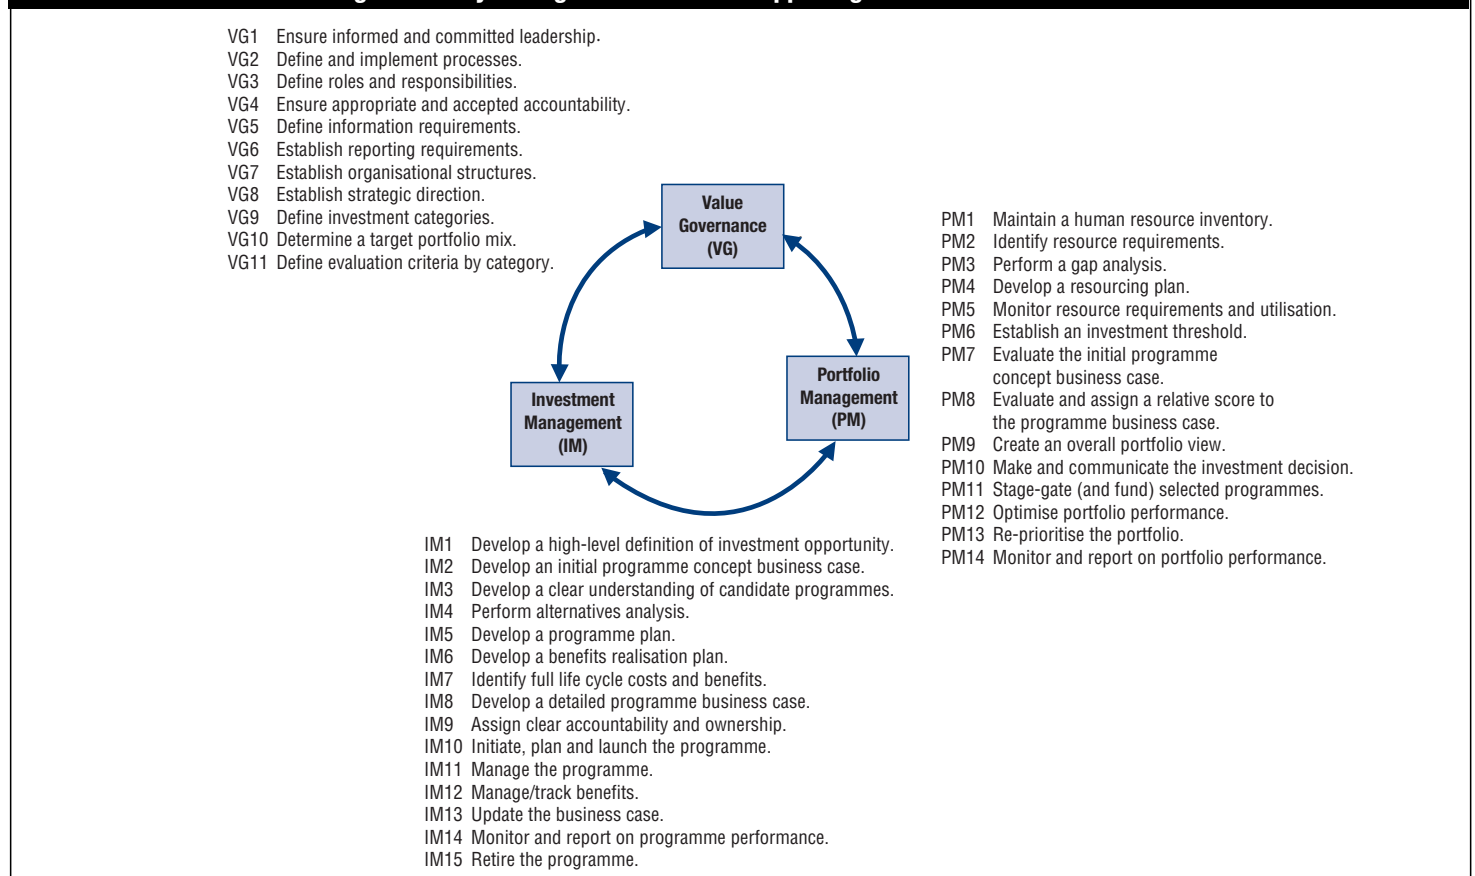 VG1 Ensure informed and committed leadership.
VG2 Define and implement processes.
VG3 Define roles and responsibilities.
VG4 Ensure appropriate and accepted accountability.
VG5 Define information requirements.
VG6 Establish reporting requirements.
VG7 Establish organisational structures.
VG8 Establish strategic direction.
VG9 Define investment categories.
VG10 Determine a target portfolio mix.
VG11 Define evaluation criteria by category.
Value
Governance
(VG)
PM1 Maintain a human resource inventory.
PM2 Identify resource requirements.
PM3 Perform a gap analysis.
PM4 Develop a resourcing plan.
PM5 Monitor resource requirements and utilisation.
PM6 Establish an investment threshold.
PM7 Evaluate the initial programme
concept business case.
PM8 Evaluate and assign a relative score to
the programme business case.
PM9 Create an overall portfolio view.
PM10 Make and communicate the investment decision.
PM11 Stage-gate (and fund) selected programmes.
PM12 Optimise portfolio performance.
PM13 Re-prioritise the portfolio.
PM14 Monitor and report on portfolio performance.
Portfolio
Management
(PM)
Investment
Management
(IM)
IM1 Develop a high-level definition of investment opportunity.
IM2 Develop an initial programme concept business case.
IM3 Develop a clear understanding of candidate programmes.
IM4 Perform alternatives analysis.
IM5 Develop a programme plan.
IM6 Develop a benefits realisation plan.
IM7 Identify full life cycle costs and benefits.
IM8 Develop a detailed programme business case.
IM9 Assign clear accountability and ownership.
IM10 Initiate, plan and launch the programme.
IM11 Manage the programme.
IM12 Manage/track benefits.
IM13 Update the business case.
IM14 Monitor and report on programme performance.
IM15 Retire the programme.